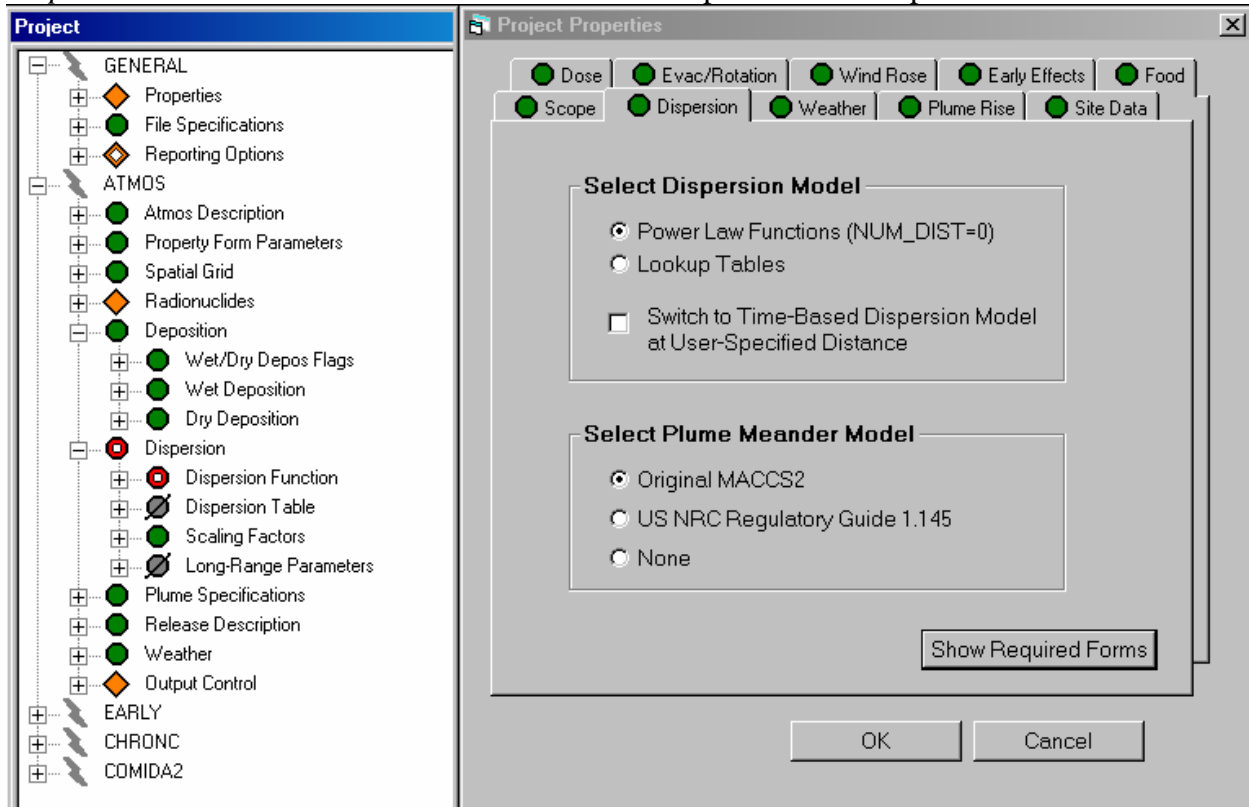 Project
GENERAL
Properties
File Specifications
Reporting Options
ATMOS
Atmos Description
Property Form Parameters
Spatial Grid
Radionuclides
Deposition
Wet/Dry Depos Flags
Wet Deposition
Dry Deposition
Dispersion
Dispersion Function
Dispersion Table
Scaling Factors
Long-Range Parameters
Plume Specifications
Release Description
Weather
Output Control
EARLY
CHRONC
COMIDA2
Project Properties
Dose Evac/Rotation Wind Rose Early Effects Food
Scope Dispersion Weather Plume Rise Site Data
Select Dispersion Model
Power Law Functions (NUM_DIST=0)
Lookup Tables
Switch to Time-Based Dispersion Model
at User-Specified Distance
Select Plume Meander Model
Original MACCS2
US NRC Regulatory Guide 1.145
None
Show Required Forms
OK Cancel